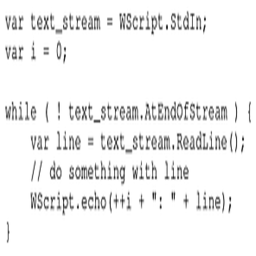 var text_stream = WScript.StdIn;
var i = 0;

while ( ! text_stream.AtEndOfStream ) {
    var line = text_stream.ReadLine();
    // do something with line
    WScript.echo(++i + ": " + line);
}